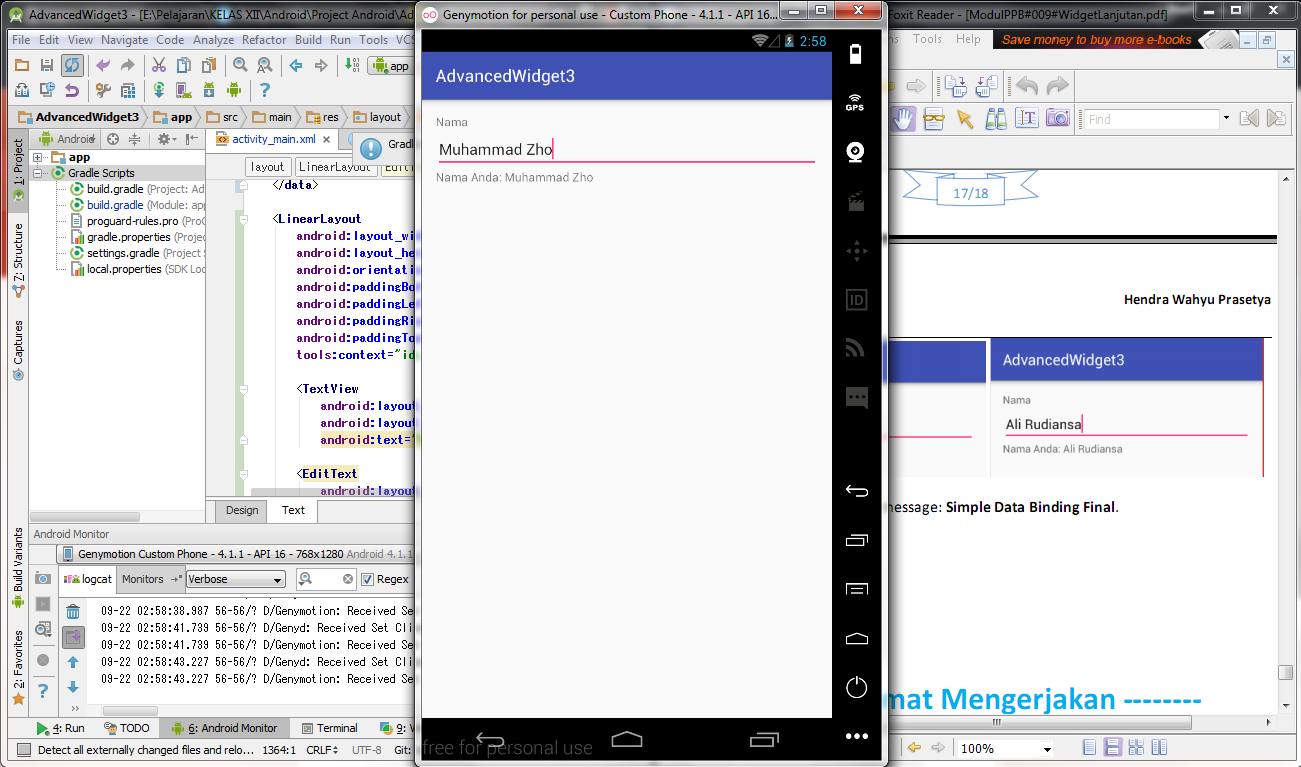 AdvancedWidget3 - [E:\Pelajaran\KELAS XII\Android\Project Android\Ad
File Edit View Navigate Code Analyze Refactor Build Run Tools VCS
app
AdvancedWidget3 app src main res layout
1: Project
Z: Structure
Captures
Build Variants
2: Favorites
Android
app
Gradle Scripts
build.gradle (Project: Ad
build.gradle (Module: app
proguard-rules.pro (ProG
gradle.properties (Projec
settings.gradle (Project S
local.properties (SDK Loc
activity_main.xml
Gradl
layout LinearLayout EditT
</data>
<LinearLayout
android:layout_wi
android:layout_he
android:orientati
android:paddingBo
android:paddingLe
android:paddingRi
android:paddingTo
tools:context="id
<TextView
android:layout
android:layout
android:text="
<EditText
android:layout
Design Text
Android Monitor
Genymotion Custom Phone - 4.1.1 - API 16 - 768x1280 Android 4.1.1
logcat Monitors Verbose Regex
09-22 02:58:38.987 56-56/? D/Genymotion: Received Se
09-22 02:58:41.739 56-56/? D/Genyd: Received Set Cli
09-22 02:58:41.739 56-56/? D/Genymotion: Received Se
09-22 02:58:43.227 56-56/? D/Genyd: Received Set Cli
09-22 02:58:43.227 56-56/? D/Genymotion: Received Se
4: Run TODO 6: Android Monitor Terminal 9:
Detect all externally changed files and relo... 1364:1 CRLF UTF-8 Git:
Genymotion for personal use - Custom Phone - 4.1.1 - API 16...
2:58
AdvancedWidget3
Nama
Muhammad Zho
Nama Anda: Muhammad Zho
free for personal use
GPS
ID
Foxit Reader - [ModulPPB#009#WidgetLanjutan.pdf]
Tools Help
Save money to buy more e-books
Find
17/18
Hendra Wahyu Prasetya
AdvancedWidget3
Nama
Ali Rudiansa
Nama Anda: Ali Rudiansa
message: Simple Data Binding Final.
mat Mengerjakan --------
100%